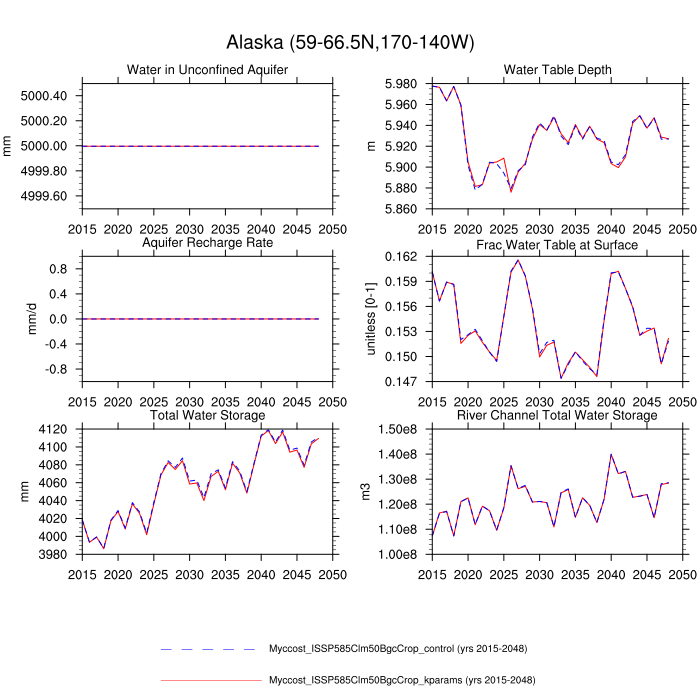 Alaska (59-66.5N,170-140W)
Water in Unconfined Aquifer
mm
5000.40
5000.20
5000.00
4999.80
4999.60
2015 2020 2025 2030 2035 2040 2045 2050
Water Table Depth
m
5.980
5.960
5.940
5.920
5.900
5.880
5.860
2015 2020 2025 2030 2035 2040 2045 2050
Aquifer Recharge Rate
mm/d
0.8
0.4
0.0
-0.4
-0.8
2015 2020 2025 2030 2035 2040 2045 2050
Frac Water Table at Surface
unitless [0-1]
0.162
0.159
0.156
0.153
0.150
0.147
2015 2020 2025 2030 2035 2040 2045 2050
Total Water Storage
mm
4120
4100
4080
4060
4040
4020
4000
3980
2015 2020 2025 2030 2035 2040 2045 2050
River Channel Total Water Storage
m3
1.50e8
1.40e8
1.30e8
1.20e8
1.10e8
1.00e8
2015 2020 2025 2030 2035 2040 2045 2050
Myccost_ISSP585Clm50BgcCrop_control (yrs 2015-2048)
Myccost_ISSP585Clm50BgcCrop_kparams (yrs 2015-2048)